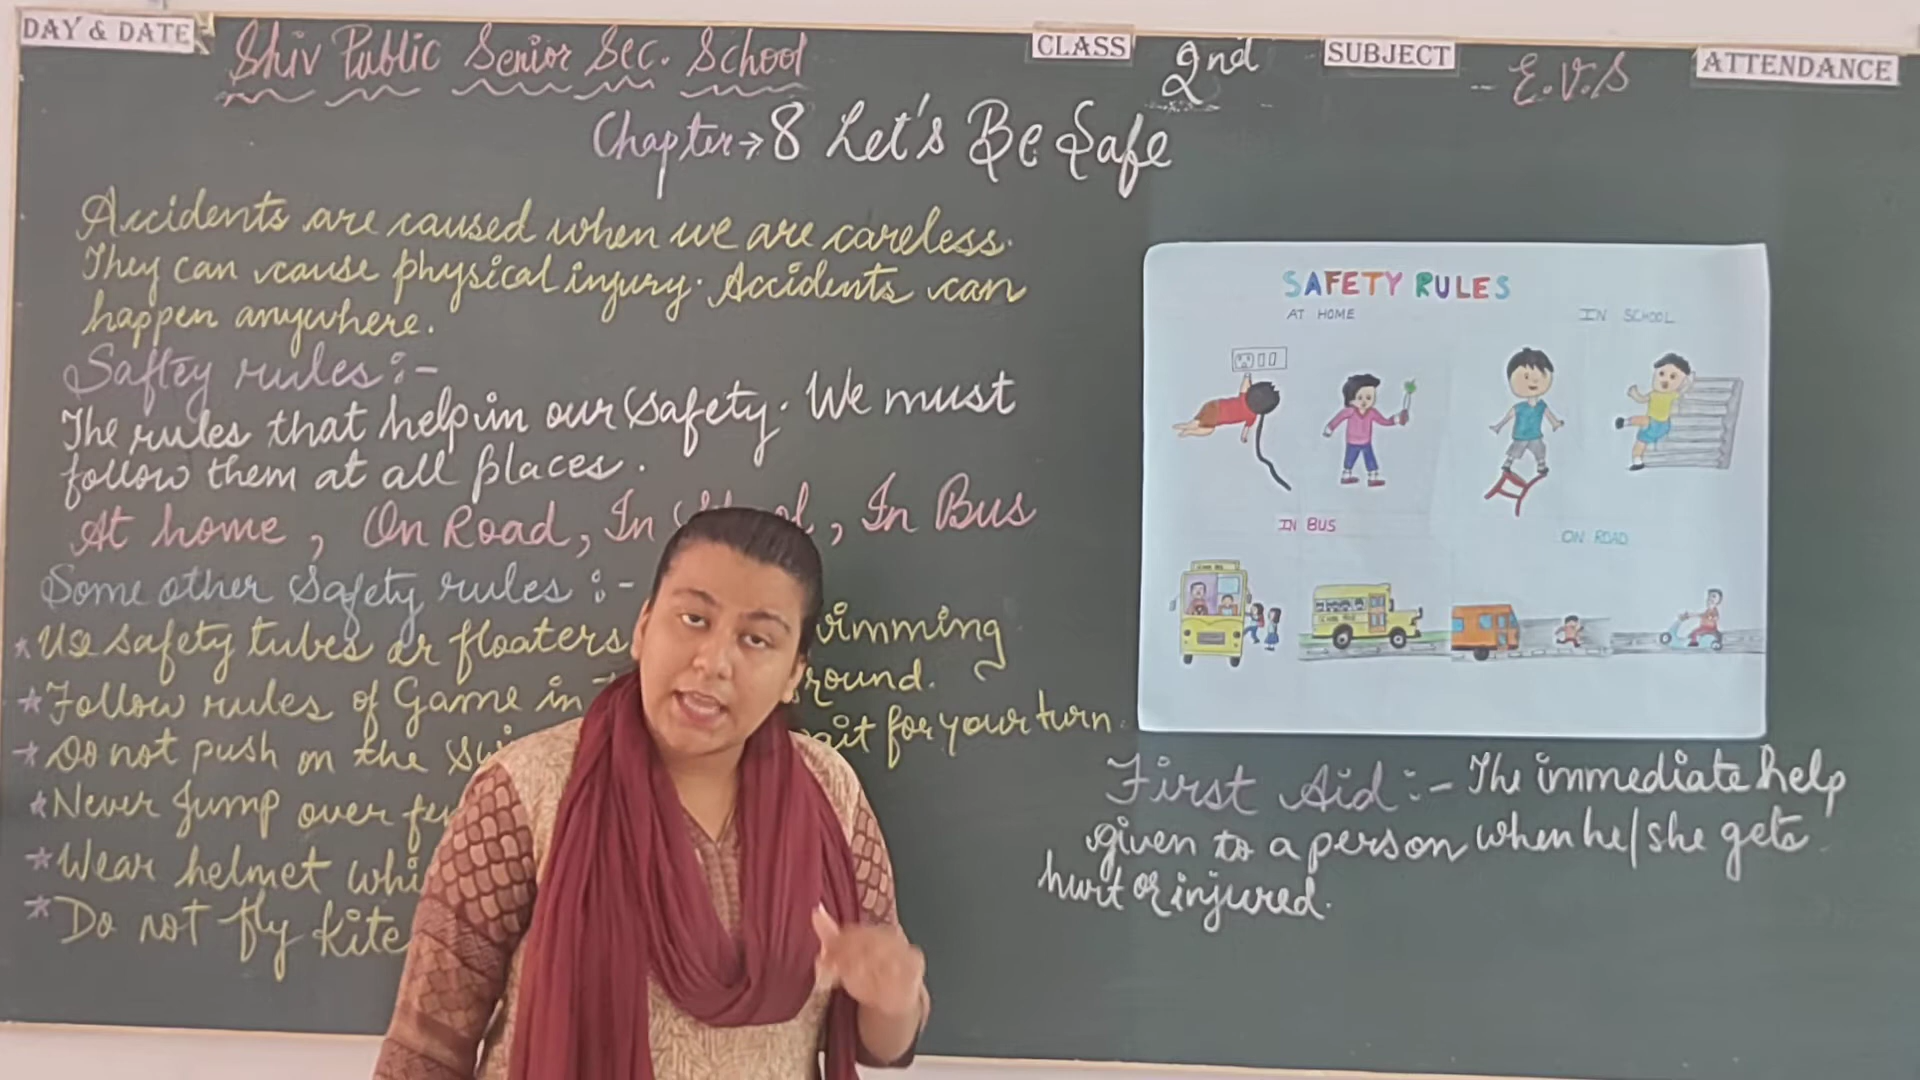 DAY & DATE
Shiv Public Senior Sec. School
CLASS
2nd
SUBJECT
- E.V.S
ATTENDANCE
Chapter → 8 Let's Be Safe
Accidents are caused when we are careless.
They can cause physical injury. Accidents can
happen anywhere.
Saftey rules :-
The rules that help in our Safety. We must
follow them at all places.
At home, On Road, In , In Bus
Some other Safety rules :-
* Use safety tubes or floaters
* Follow rules of Game in
* Do not push on the for your turn.
* Never Jump over
* Wear helmet
* Do not fly kite
SAFETY RULES
AT HOME
IN SCHOOL
IN BUS
ON ROAD
First Aid :- The immediate help
given to a person when he/she gets
hurt or injured.